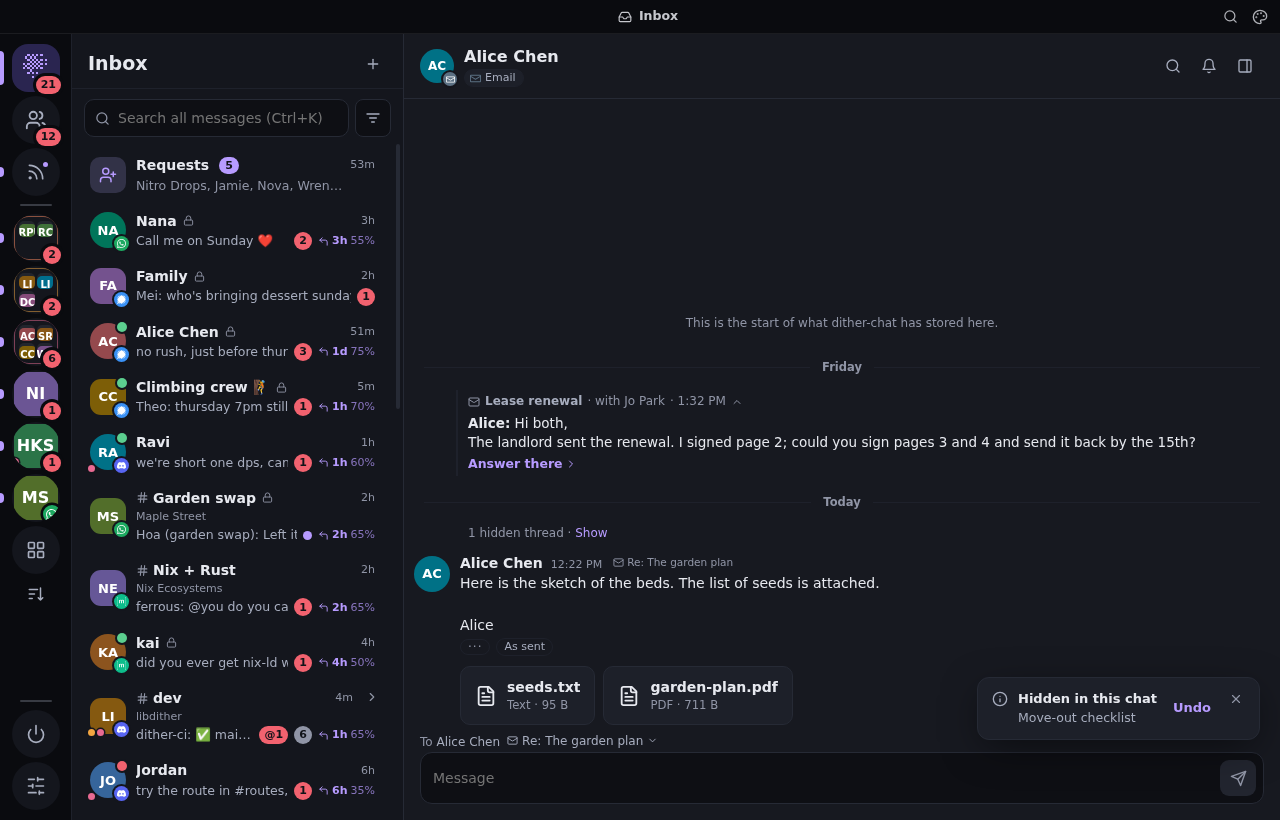 Inbox
21
12
RP
RC
2
LI
LI
DC
2
AC
SR
CC
6
NI
1
HKS
1
MS
Inbox
Search all messages (Ctrl+K)
Requests 5 53m
Nitro Drops, Jamie, Nova, Wren…
NA
Nana 3h
Call me on Sunday ❤️ 2 3h 55%
FA
Family 2h
Mei: who's bringing dessert sunda 1
AC
Alice Chen 51m
no rush, just before thur 3 1d 75%
CC
Climbing crew 🧗 5m
Theo: thursday 7pm still 1 1h 70%
RA
Ravi 1h
we're short one dps, can 1 1h 60%
MS
# Garden swap 2h
Maple Street
Hoa (garden swap): Left it 2h 65%
NE
# Nix + Rust 2h
Nix Ecosystems
ferrous: @you do you ca 1 2h 65%
KA
kai 4h
did you ever get nix-ld w 1 4h 50%
LI
# dev 4m
libdither
dither-ci: ✅ mai… @1 6 1h 65%
JO
Jordan 6h
try the route in #routes, 1 6h 35%
AC
Alice Chen
Email
This is the start of what dither-chat has stored here.
Friday
Lease renewal · with Jo Park · 1:32 PM
Alice: Hi both,
The landlord sent the renewal. I signed page 2; could you sign pages 3 and 4 and send it back by the 15th?
Answer there
Today
1 hidden thread · Show
AC
Alice Chen 12:22 PM Re: The garden plan
Here is the sketch of the beds. The list of seeds is attached.
Alice
··· As sent
seeds.txt
Text · 95 B
garden-plan.pdf
PDF · 711 B
Hidden in this chat
Move-out checklist
Undo
To Alice Chen Re: The garden plan
Message